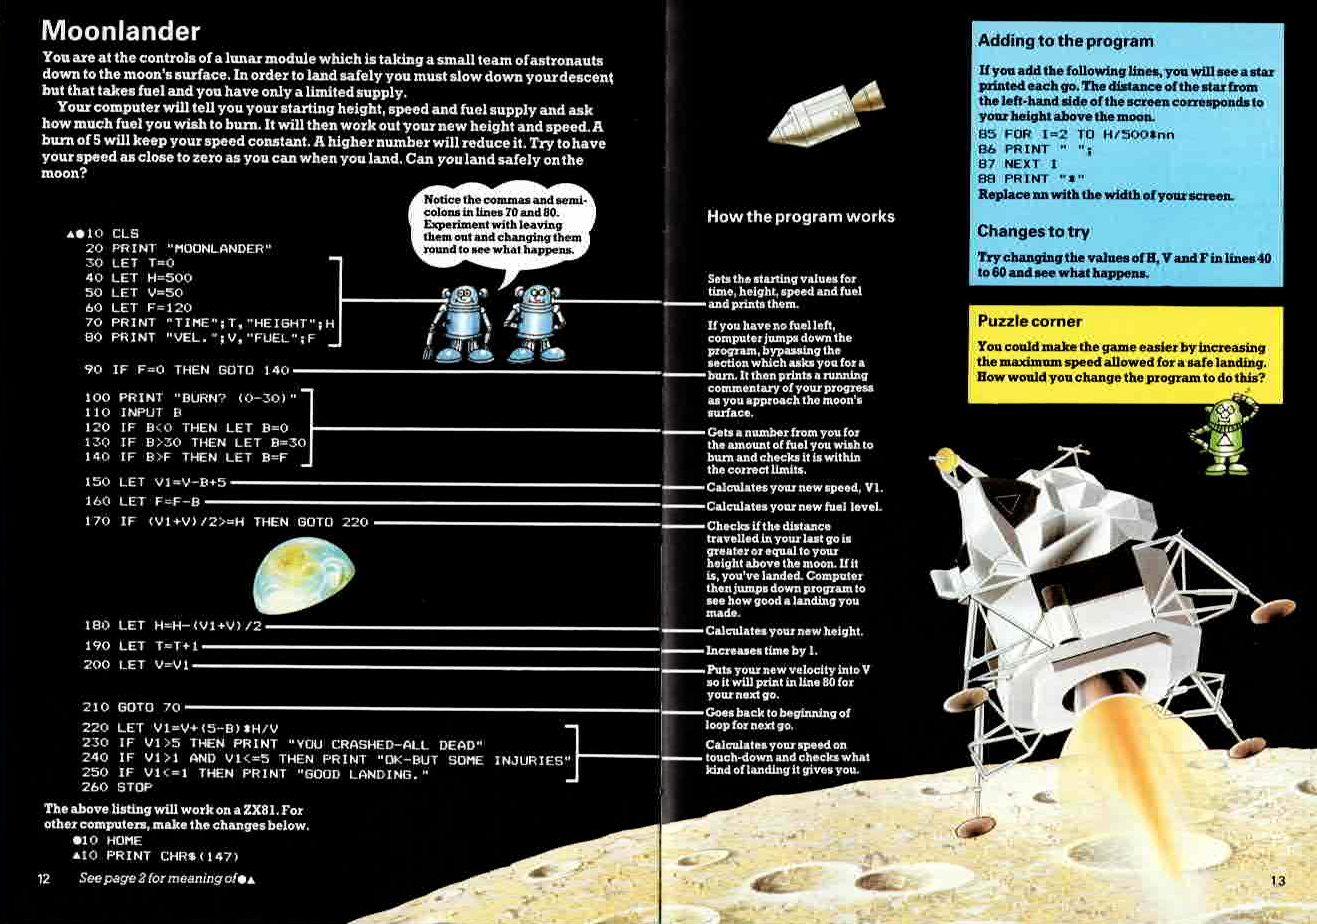 Moonlander
You are at the controls of a lunar module which is taking a small team of astronauts
down to the moon's surface. In order to land safely you must slow down your descent
but that takes fuel and you have only a limited supply.
Your computer will tell you your starting height, speed and fuel supply and ask
how much fuel you wish to burn. It will then work out your new height and speed. A
burn of 5 will keep your speed constant. A higher number will reduce it. Try to have
your speed as close to zero as you can when you land. Can you land safely on the
moon?
Notice the commas and semi-
colons in lines 70 and 80.
Experiment with leaving
them out and changing them
round to see what happens.
▲●10 CLS
20 PRINT "MOONLANDER"
30 LET T=0
40 LET H=500
50 LET V=50
60 LET F=120
70 PRINT "TIME";T,"HEIGHT";H
80 PRINT "VEL.";V,"FUEL";F
90 IF F=0 THEN GOTO 140
100 PRINT "BURN? (0-30)"
110 INPUT B
120 IF B<0 THEN LET B=0
130 IF B>30 THEN LET B=30
140 IF B>F THEN LET B=F
150 LET V1=V-B+5
160 LET F=F-B
170 IF (V1+V)/2>=H THEN GOTO 220
180 LET H=H-(V1+V)/2
190 LET T=T+1
200 LET V=V1
210 GOTO 70
220 LET V1=V+(5-B)*H/V
230 IF V1>5 THEN PRINT "YOU CRASHED-ALL DEAD"
240 IF V1>1 AND V1<=5 THEN PRINT "OK-BUT SOME INJURIES"
250 IF V1<=1 THEN PRINT "GOOD LANDING."
260 STOP
The above listing will work on a ZX81. For
other computers, make the changes below.
●10 HOME
▲10 PRINT CHR$(147)
12 See page 2 for meaning of ●▲
How the program works
Sets the starting values for
time, height, speed and fuel
and prints them.
If you have no fuel left,
computer jumps down the
program, bypassing the
section which asks you for a
burn. It then prints a running
commentary of your progress
as you approach the moon's
surface.
Gets a number from you for
the amount of fuel you wish to
burn and checks it is within
the correct limits.
Calculates your new speed, V1.
Calculates your new fuel level.
Checks if the distance
travelled in your last go is
greater or equal to your
height above the moon. If it
is, you've landed. Computer
then jumps down program to
see how good a landing you
made.
Calculates your new height.
Increases time by 1.
Puts your new velocity into V
so it will print in line 80 for
your next go.
Goes back to beginning of
loop for next go.
Calculates your speed on
touch-down and checks what
kind of landing it gives you.
Adding to the program
If you add the following lines, you will see a star
printed each go. The distance of the star from
the left-hand side of the screen corresponds to
your height above the moon.
85 FOR I=2 TO H/500*nn
86 PRINT " ";
87 NEXT I
88 PRINT "*"
Replace nn with the width of your screen.
Changes to try
Try changing the values of H, V and F in lines 40
to 60 and see what happens.
Puzzle corner
You could make the game easier by increasing
the maximum speed allowed for a safe landing.
How would you change the program to do this?
13